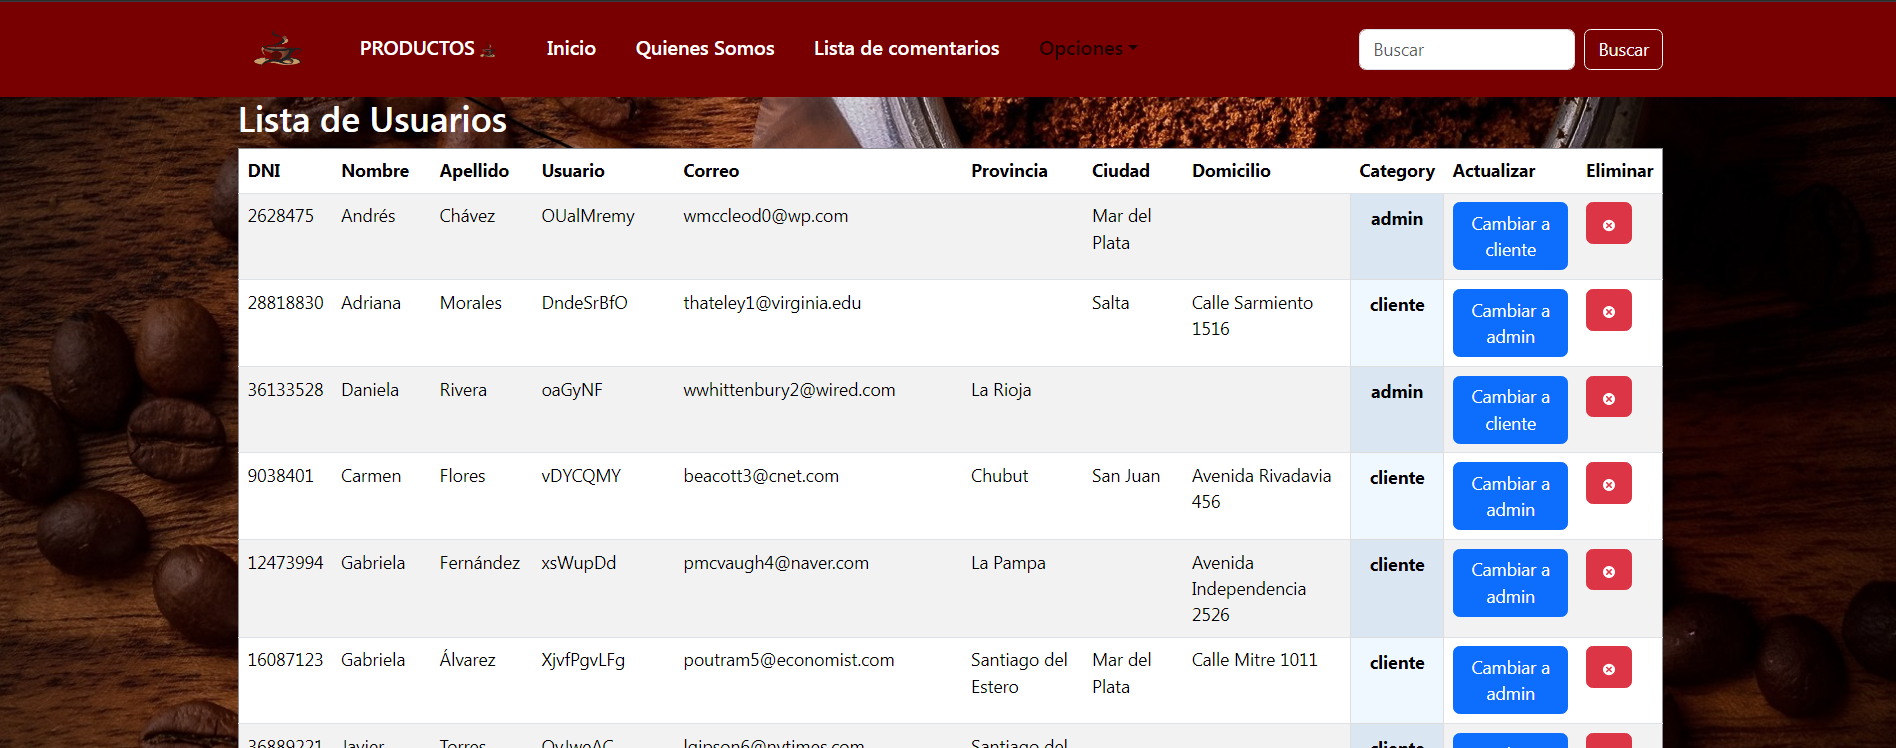 PRODUCTOS Inicio Quienes Somos Lista de comentarios Opciones Buscar Buscar
Lista de Usuarios
DNI Nombre Apellido Usuario Correo Provincia Ciudad Domicilio Category Actualizar Eliminar
2628475 Andrés Chávez OUalMremy wmccleod0@wp.com Mar del admin Cambiar a
Plata cliente
28818830 Adriana Morales DndeSrBfO thateley1@virginia.edu Salta Calle Sarmiento cliente Cambiar a
1516 admin
36133528 Daniela Rivera oaGyNF wwhittenbury2@wired.com La Rioja admin Cambiar a
cliente
9038401 Carmen Flores vDYCQMY beacott3@cnet.com Chubut San Juan Avenida Rivadavia cliente Cambiar a
456 admin
12473994 Gabriela Fernández xsWupDd pmcvaugh4@naver.com La Pampa Avenida cliente Cambiar a
Independencia admin
2526
16087123 Gabriela Álvarez XjvfPgvLFg poutram5@economist.com Santiago del Mar del Calle Mitre 1011 cliente Cambiar a
Estero Plata admin
36889221 Javier Torres lgipson6@nytimes.com Santiago del cliente